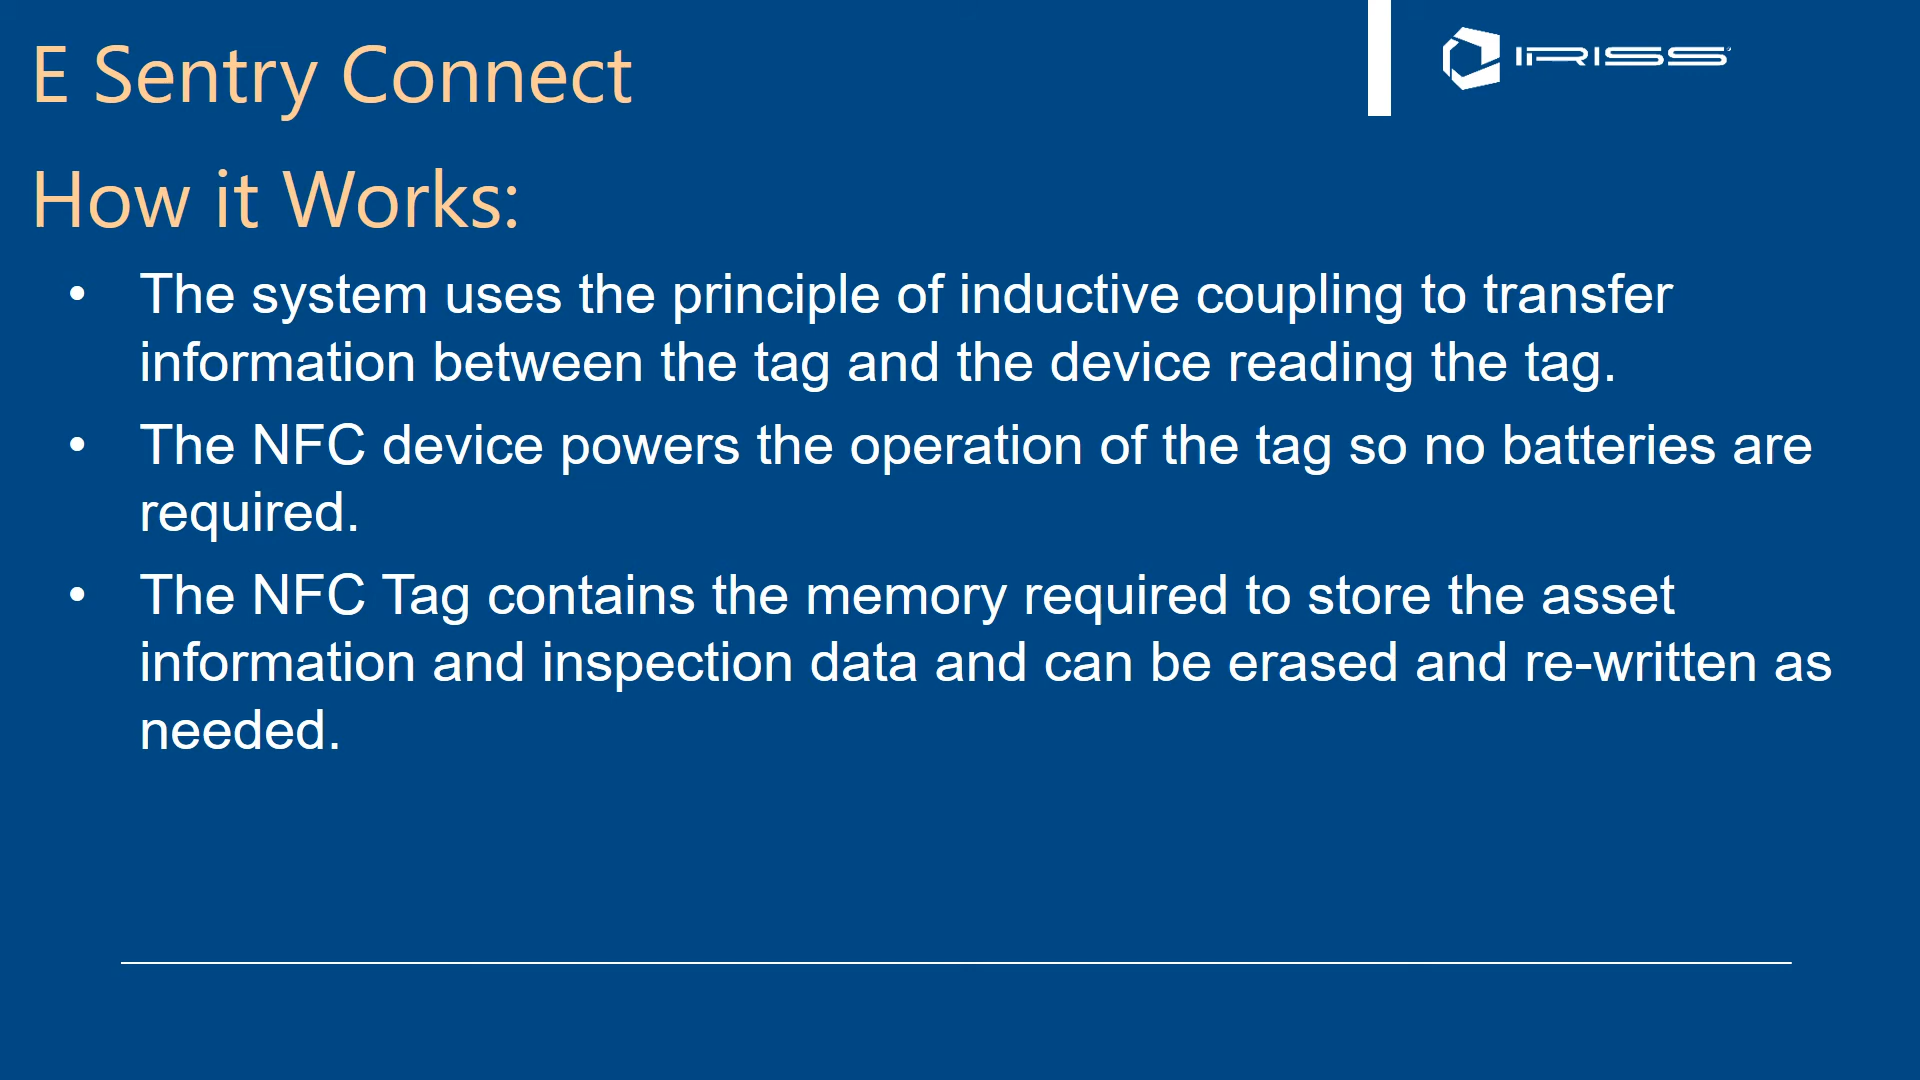 E Sentry Connect
IRISS
How it Works:
• The system uses the principle of inductive coupling to transfer
information between the tag and the device reading the tag.
• The NFC device powers the operation of the tag so no batteries are
required.
• The NFC Tag contains the memory required to store the asset
information and inspection data and can be erased and re-written as
needed.